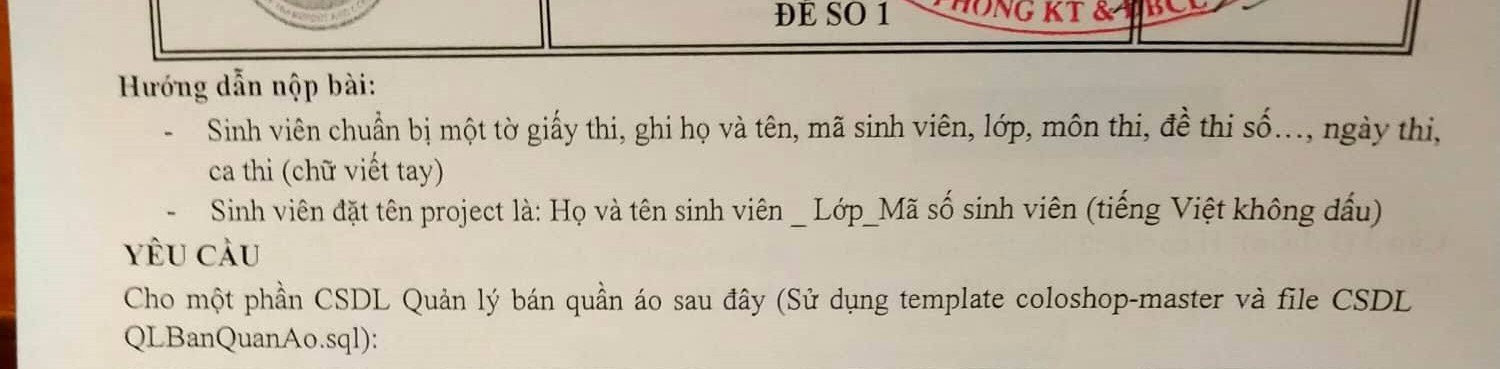 ĐỀ SỐ 1
PHÒNG KT &
Hướng dẫn nộp bài:
- Sinh viên chuẩn bị một tờ giấy thi, ghi họ và tên, mã sinh viên, lớp, môn thi, đề thi số…, ngày thi,
ca thi (chữ viết tay)
- Sinh viên đặt tên project là: Họ và tên sinh viên _ Lớp_Mã số sinh viên (tiếng Việt không dấu)
YÊU CẦU
Cho một phần CSDL Quản lý bán quần áo sau đây (Sử dụng template coloshop-master và file CSDL
QLBanQuanAo.sql):